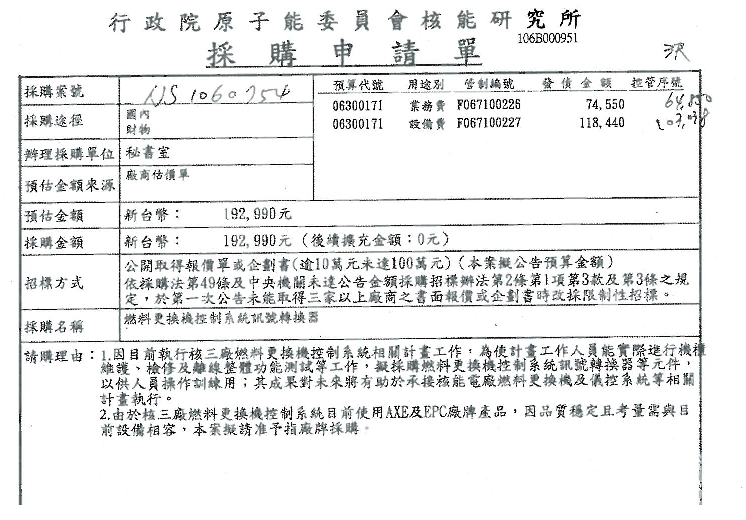 行政院原子能委員會核能研究所
106B000951
採購申請單
採購案號 NS1060754
預算代號 用途別 管制編號 發債金額 控管序號
06300171 業務費 F067100226 74,550 64,850
06300171 設備費 F067100227 118,440
採購途徑 國內
財物
辦理採購單位 秘書室
預估金額來源 廠商估價單
預估金額 新台幣: 192,990元
採購金額 新台幣: 192,990元(後續擴充金額:0元)
招標方式 公開取得報價單或企劃書(逾10萬元未達100萬元)(本案擬公告預算金額)
依採購法第49條及中央機關未達公告金額採購招標辦法第2條第1項第3款及第3條之規
定,於第一次公告未能取得三家以上廠商之書面報價或企劃書時改採限制性招標。
採購名稱 燃料更換機控制系統訊號轉換器
請購理由:1.因目前執行核三廠燃料更換機控制系統相關計畫工作,為使計畫工作人員能實際進行機種
維護、檢修及離線整體功能測試等工作,擬採購燃料更換機控制系統訊號轉換器等元件,
以供人員操作訓練用;其成果對未來將有助於承接核能電廠燃料更換機及儀控系統等相關
計畫執行。
2.由於核三廠燃料更換機控制系統目前使用AXE及EPC廠牌產品,因品質穩定且考量需與目
前設備相容,本案擬請准予指廠牌採購。